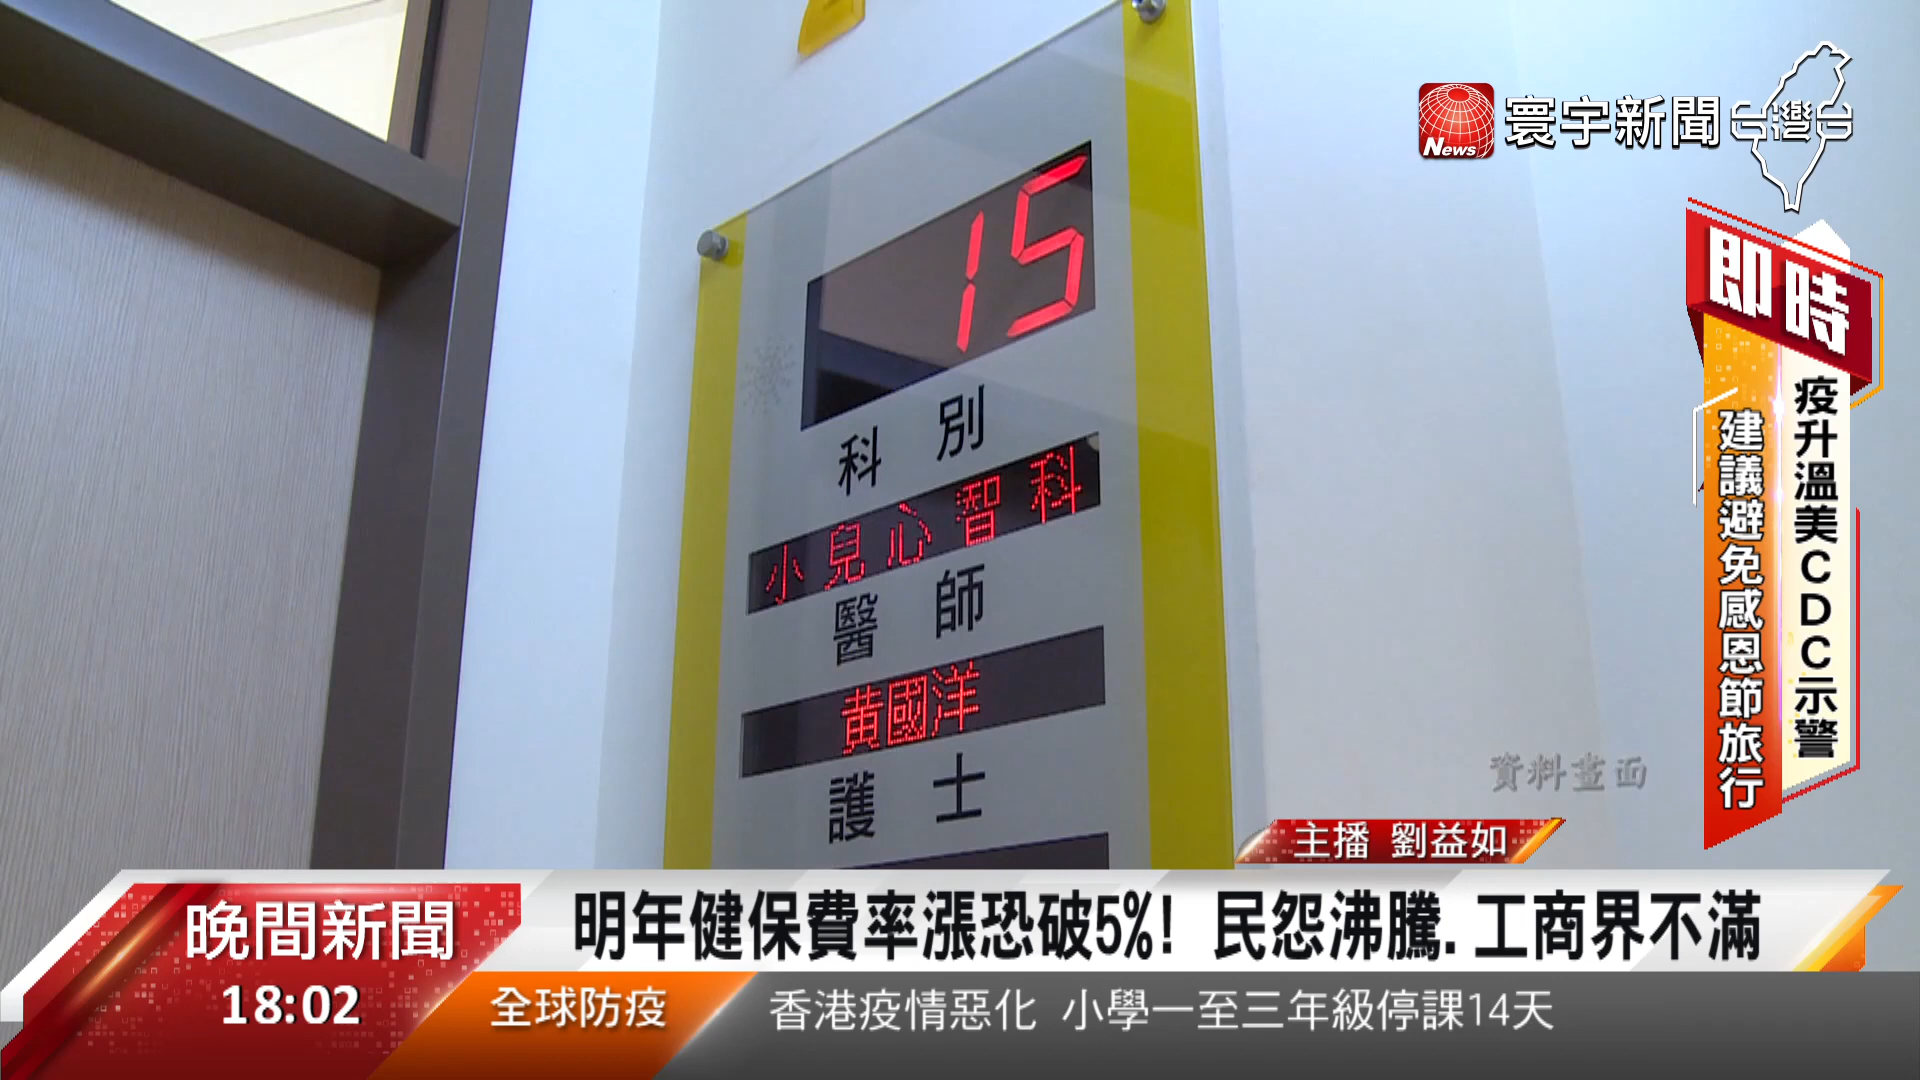 寰宇新聞
台灣台
News
即時
疫升溫美CDC示警
建議避免感恩節旅行
15
科別
小兒心智科
醫師
黃國洋
護士
資料畫面
主播 劉益如
晚間新聞
明年健保費率漲恐破5%! 民怨沸騰.工商界不滿
18:02
全球防疫
香港疫情惡化 小學一至三年級停課14天